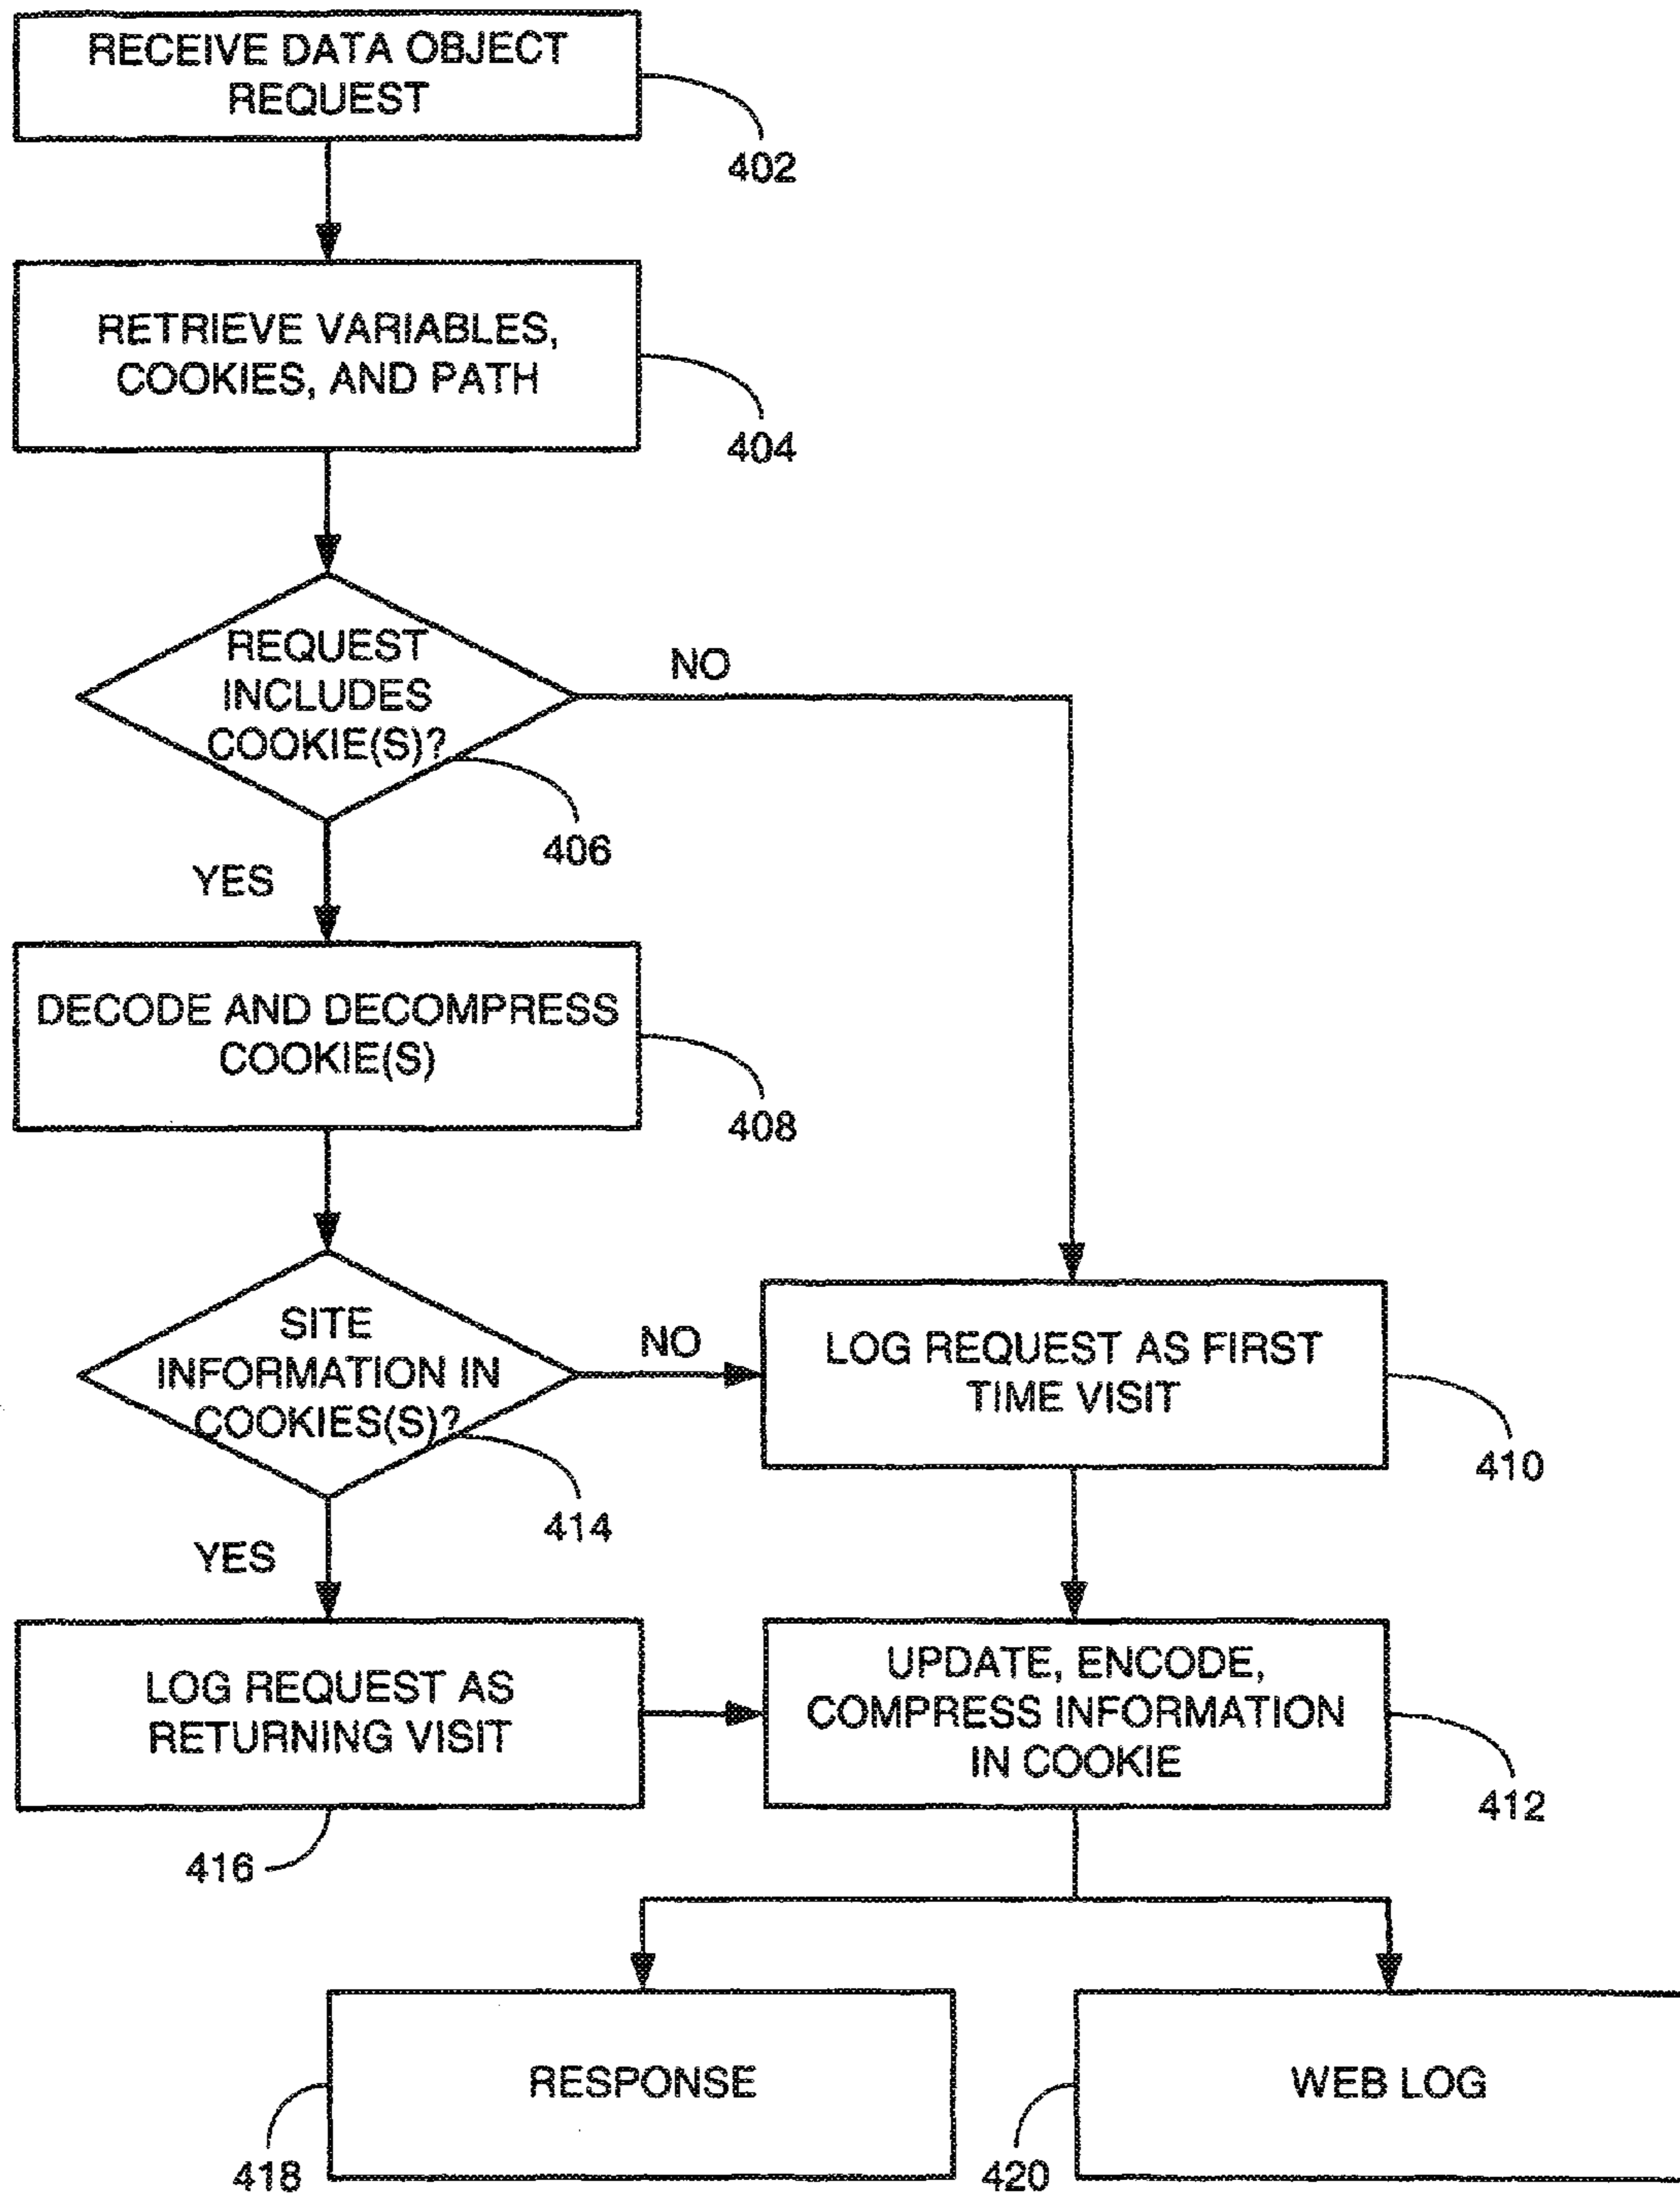 RECEIVE DATA OBJECT
REQUEST
402
RETRIEVE VARIABLES,
COOKIES, AND PATH
404
REQUEST
INCLUDES
COOKIE(S)?
NO
406
YES
DECODE AND DECOMPRESS
COOKIE(S)
408
SITE
INFORMATION IN
COOKIES(S)?
NO
414
YES
LOG REQUEST AS FIRST
TIME VISIT
410
LOG REQUEST AS
RETURNING VISIT
416
UPDATE, ENCODE,
COMPRESS INFORMATION
IN COOKIE
412
RESPONSE
418
WEB LOG
420